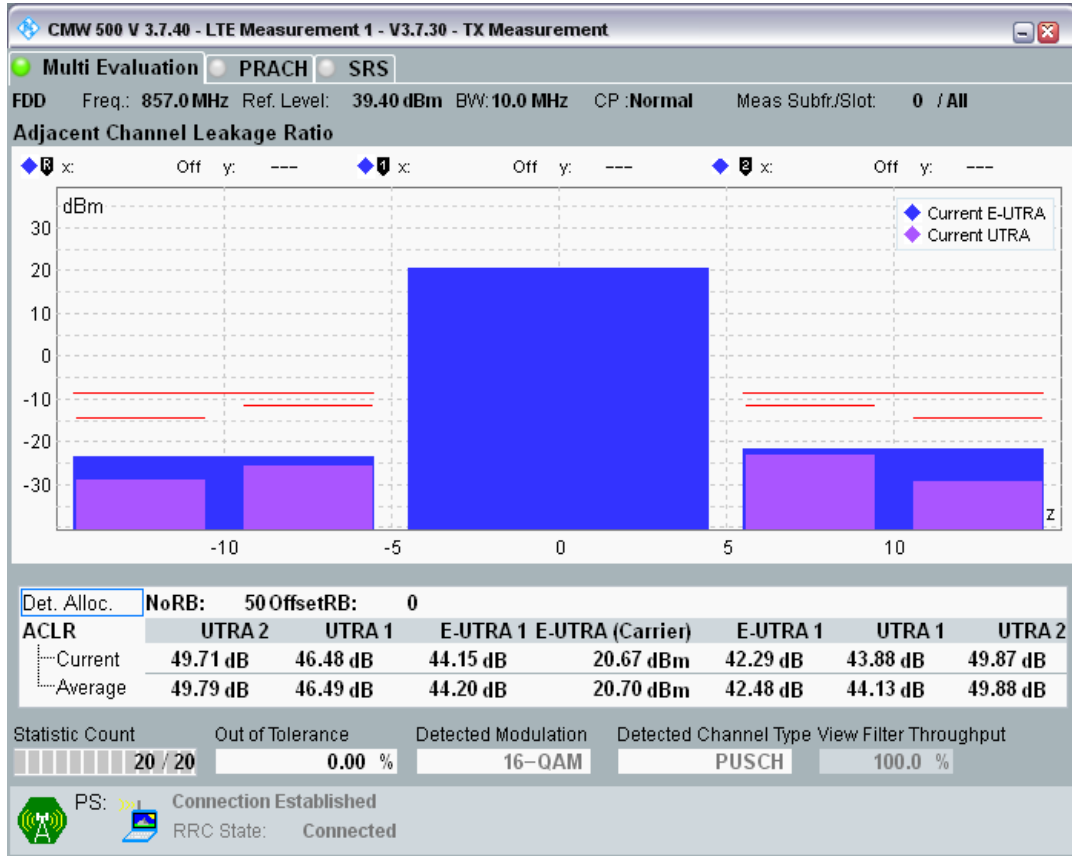 CMW 500 V 3.7.40 - LTE Measurement 1 - V3.7.30 - TX Measurement
Multi Evaluation PRACH SRS
FDD Freq.: 857.0 MHz Ref. Level: 39.40 dBm BW: 10.0 MHz CP :Normal Meas Subfr./Slot: 0 / All
Adjacent Channel Leakage Ratio
R x: Off y: --- 1 x: Off y: --- 2 x: Off y: ---
dBm
Current E-UTRA
Current UTRA
30
20
10
0
-10
-20
-30
z
-10 -5 0 5 10
Det. Alloc. NoRB: 50 OffsetRB: 0
ACLR UTRA 2 UTRA 1 E-UTRA 1 E-UTRA (Carrier) E-UTRA 1 UTRA 1 UTRA 2
Current 49.71 dB 46.48 dB 44.15 dB 20.67 dBm 42.29 dB 43.88 dB 49.87 dB
Average 49.79 dB 46.49 dB 44.20 dB 20.70 dBm 42.48 dB 44.13 dB 49.88 dB
Statistic Count Out of Tolerance Detected Modulation Detected Channel Type View Filter Throughput
20 / 20 0.00 % 16-QAM PUSCH 100.0 %
PS: Connection Established
RRC State: Connected